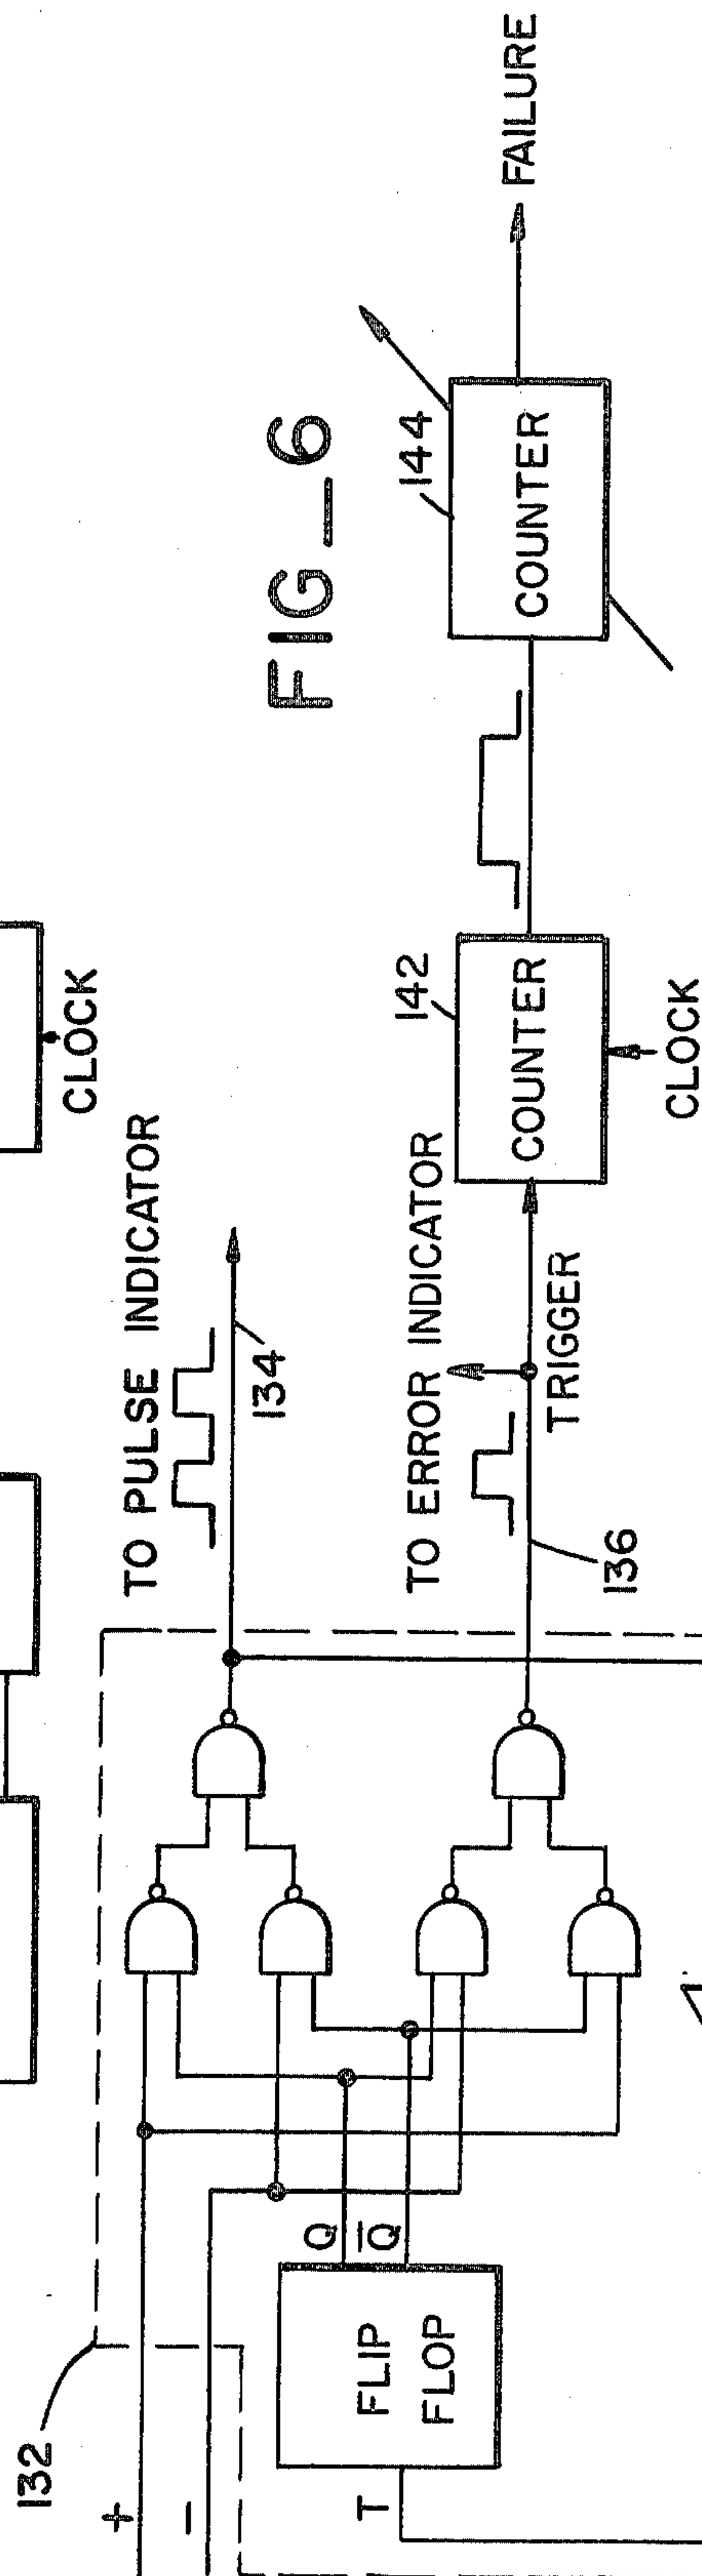 FIG_6
132
+
−
T
FLIP
FLOP
Q
Q̅
TO PULSE INDICATOR
134
CLOCK
TO ERROR INDICATOR
136
TRIGGER
142
COUNTER
CLOCK
144
COUNTER
FAILURE